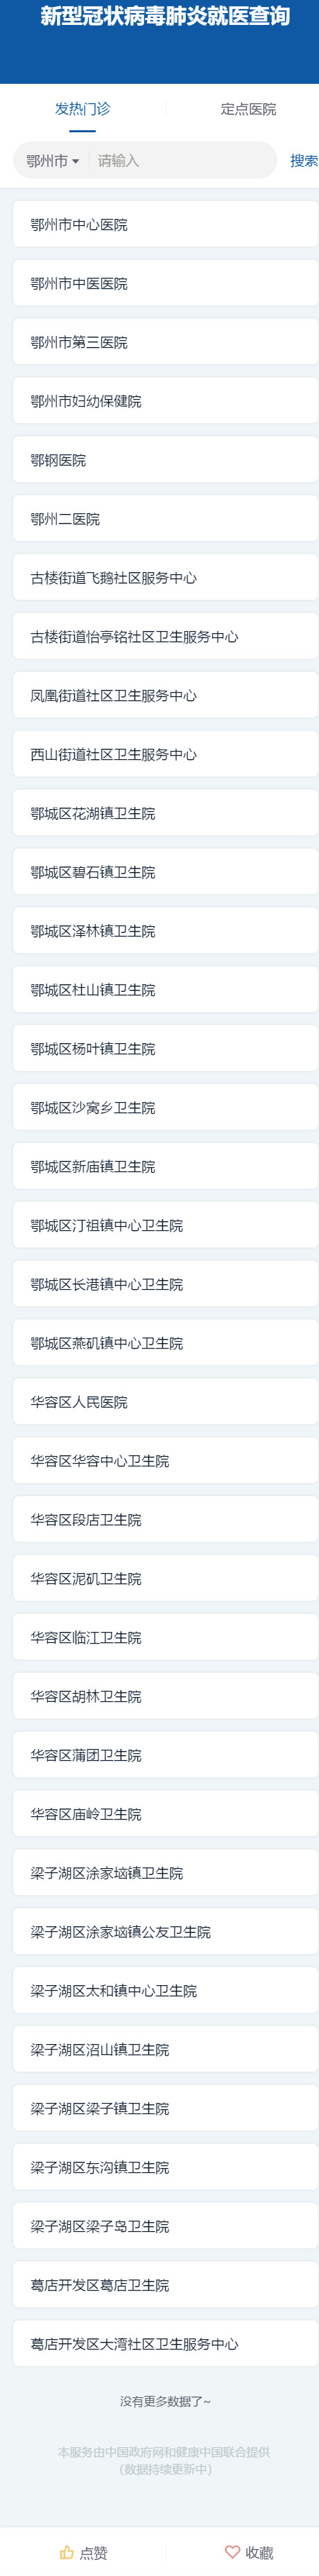 新型冠状病毒肺炎就医查询
发热门诊
定点医院
鄂州市
请输入
搜索
鄂州市中心医院
鄂州市中医医院
鄂州市第三医院
鄂州市妇幼保健院
鄂钢医院
鄂州二医院
古楼街道飞鹅社区服务中心
古楼街道怡亭铭社区卫生服务中心
凤凰街道社区卫生服务中心
西山街道社区卫生服务中心
鄂城区花湖镇卫生院
鄂城区碧石镇卫生院
鄂城区泽林镇卫生院
鄂城区杜山镇卫生院
鄂城区杨叶镇卫生院
鄂城区沙窝乡卫生院
鄂城区新庙镇卫生院
鄂城区汀祖镇中心卫生院
鄂城区长港镇中心卫生院
鄂城区燕矶镇中心卫生院
华容区人民医院
华容区华容中心卫生院
华容区段店卫生院
华容区泥矶卫生院
华容区临江卫生院
华容区胡林卫生院
华容区蒲团卫生院
华容区庙岭卫生院
梁子湖区涂家垴镇卫生院
梁子湖区涂家垴镇公友卫生院
梁子湖区太和镇中心卫生院
梁子湖区沼山镇卫生院
梁子湖区梁子镇卫生院
梁子湖区东沟镇卫生院
梁子湖区梁子岛卫生院
葛店开发区葛店卫生院
葛店开发区大湾社区卫生服务中心
没有更多数据了~
本服务由中国政府网和健康中国联合提供
(数据持续更新中)
点赞
收藏